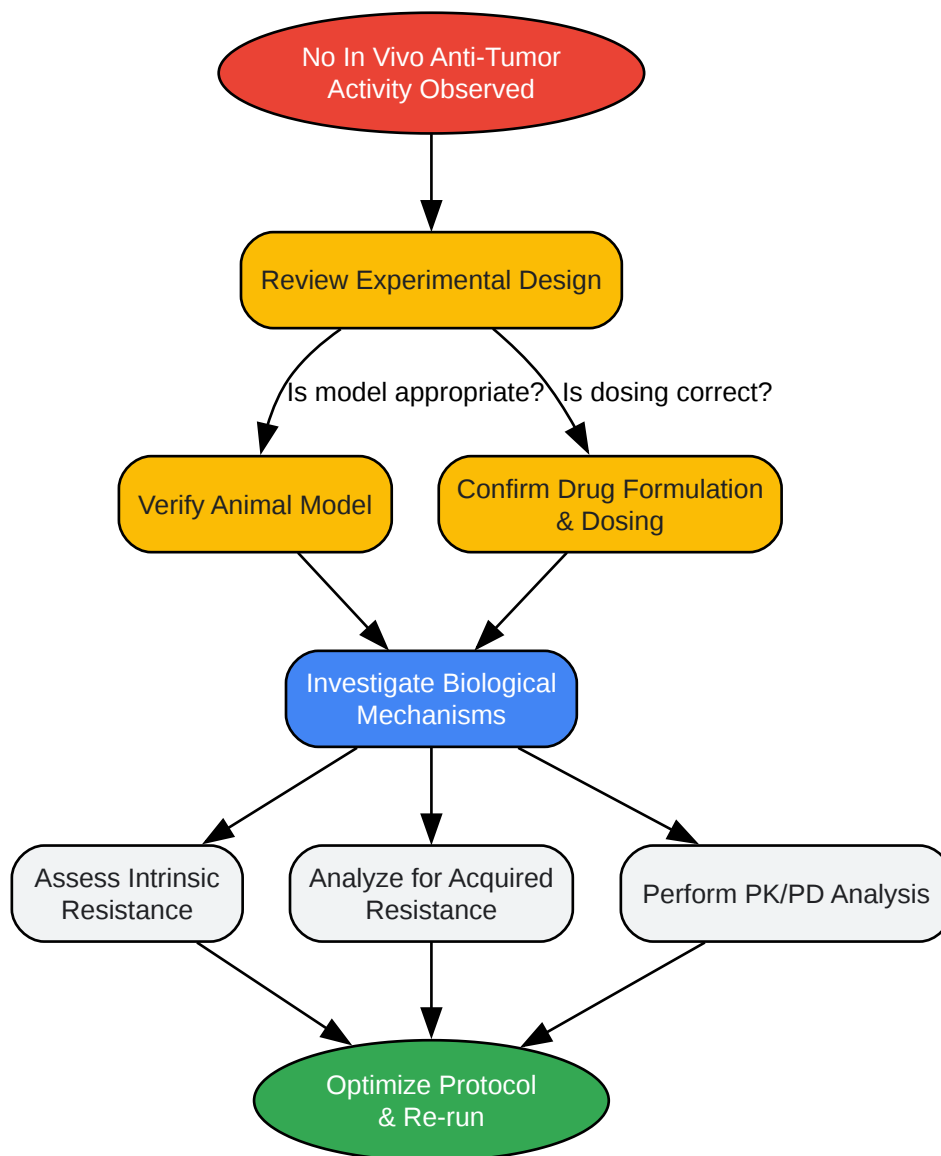 No In Vivo Anti-Tumor
Activity Observed
Review Experimental Design
Is model appropriate?
Is dosing correct?
Verify Animal Model
Confirm Drug Formulation
& Dosing
Investigate Biological
Mechanisms
Assess Intrinsic
Resistance
Analyze for Acquired
Resistance
Perform PK/PD Analysis
Optimize Protocol
& Re-run